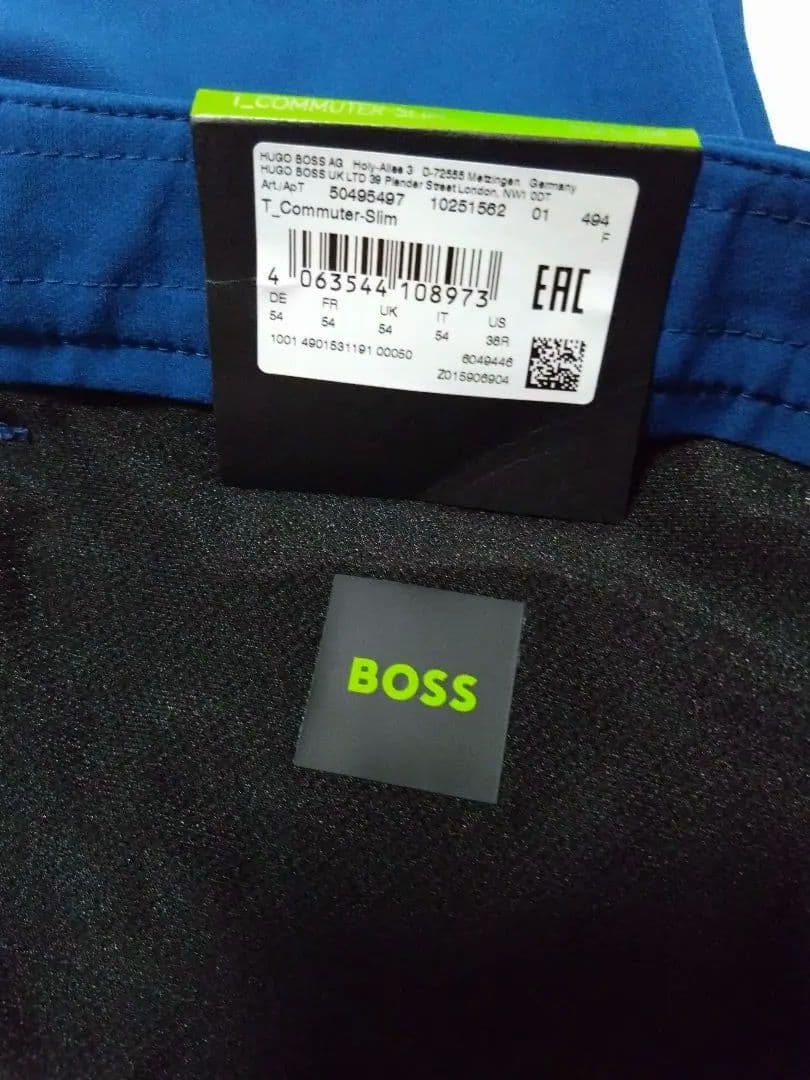 T_COMMUTER-SLIM
HUGO BOSS AG Holy-Allee 3 D-72555 Metzingen Germany
HUGO BOSS UK LTD 39 Plender Street London, NW1 0DT
Art./ApT 50495497 10251562 01 494
T_Commuter-Slim F
4 063544 108973
EAC
DE FR UK IT US
54 54 54 54 38R
1001 4901531191 00050 6049446
Z015906904
BOSS